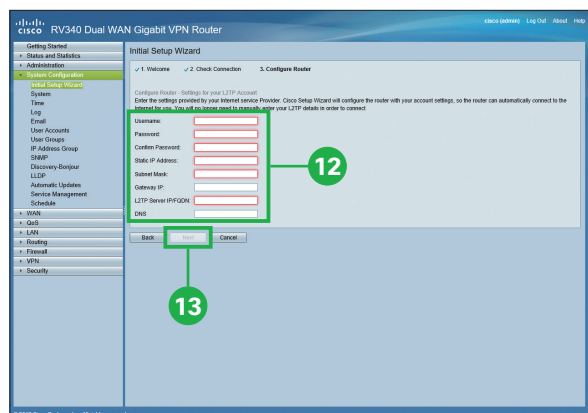 cisco RV340 Dual WAN Gigabit VPN Router
cisco (admin) Log Out About Help
Getting Started
Status and Statistics
Administration
System Configuration
Initial Setup Wizard
System
Time
Log
Email
User Accounts
User Groups
IP Address Group
SNMP
Discovery-Bonjour
LLDP
Automatic Updates
Service Management
Schedule
WAN
QoS
LAN
Routing
Firewall
VPN
Security
Initial Setup Wizard
✓ 1. Welcome ✓ 2. Check Connection 3. Configure Router
Configure Router - Settings for your L2TP Account
Enter the settings provided by your Internet service Provider. Cisco Setup Wizard will configure the router with your account settings, so the router can automatically connect to the
Internet for you. You will no longer need to manually enter your L2TP details in order to connect
Username:
Password:
Confirm Password:
Static IP Address:
Subnet Mask:
Gateway IP:
L2TP Server IP/FQDN:
DNS
12
Back Next Cancel
13